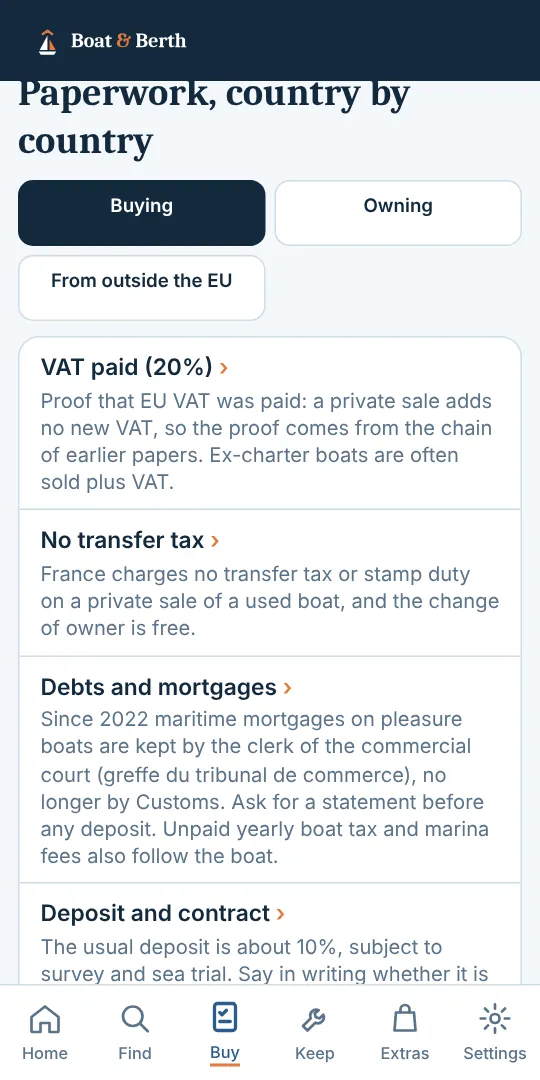 Boat & Berth
Paperwork, country by
country
Buying
Owning
From outside the EU
VAT paid (20%) ›
Proof that EU VAT was paid: a private sale adds
no new VAT, so the proof comes from the chain
of earlier papers. Ex-charter boats are often
sold plus VAT.
No transfer tax ›
France charges no transfer tax or stamp duty
on a private sale of a used boat, and the change
of owner is free.
Debts and mortgages ›
Since 2022 maritime mortgages on pleasure
boats are kept by the clerk of the commercial
court (greffe du tribunal de commerce), no
longer by Customs. Ask for a statement before
any deposit. Unpaid yearly boat tax and marina
fees also follow the boat.
Deposit and contract ›
The usual deposit is about 10%, subject to
survey and sea trial. Say in writing whether it is
Home
Find
Buy
Keep
Extras
Settings